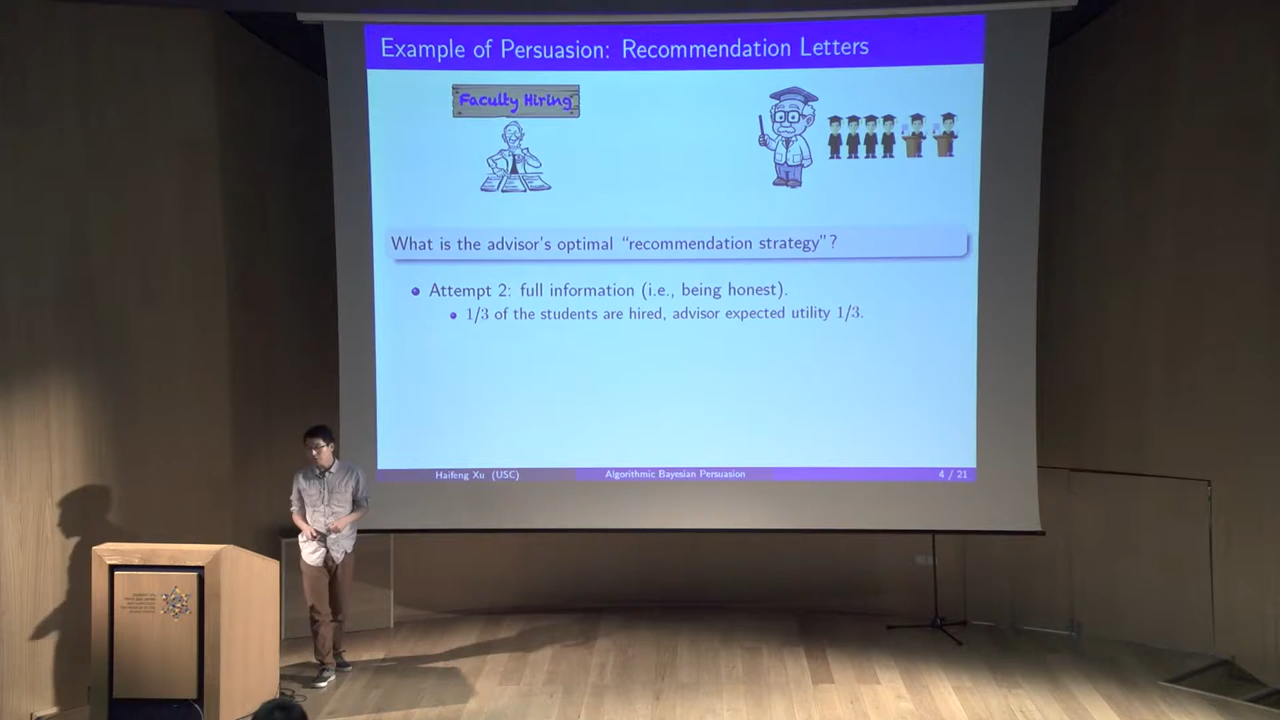 Example of Persuasion: Recommendation Letters
Faculty Hiring
What is the advisor's optimal “recommendation strategy”?
Attempt 2: full information (i.e., being honest).
1/3 of the students are hired, advisor expected utility 1/3.
Haifeng Xu (USC) Algorithmic Bayesian Persuasion 4 / 21